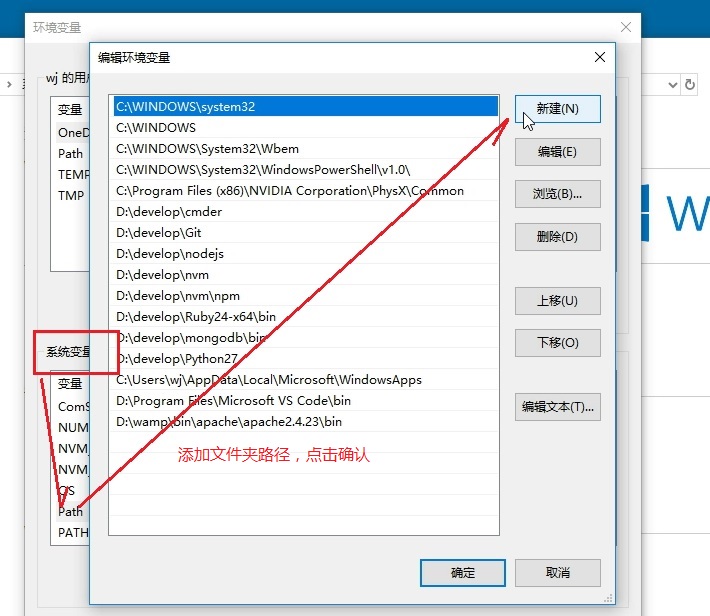 环境变量
编辑环境变量
wj 的用
变量
OneD
Path
TEMP
TMP
C:\WINDOWS\system32
C:\WINDOWS
C:\WINDOWS\System32\Wbem
C:\WINDOWS\System32\WindowsPowerShell\v1.0\
C:\Program Files (x86)\NVIDIA Corporation\PhysX\Common
D:\develop\cmder
D:\develop\Git
D:\develop\nodejs
D:\develop\nvm
D:\develop\nvm\npm
D:\develop\Ruby24-x64\bin
D:\develop\mongodb\bin
D:\develop\Python27
C:\Users\wj\AppData\Local\Microsoft\WindowsApps
D:\Program Files\Microsoft VS Code\bin
D:\wamp\bin\apache\apache2.4.23\bin
新建(N)
编辑(E)
浏览(B)...
删除(D)
上移(U)
下移(O)
编辑文本(T)...
系统变量
变量
ComS
NUM
NVM
NVM
OS
Path
PATH
添加文件夹路径，点击确认
确定
取消
W